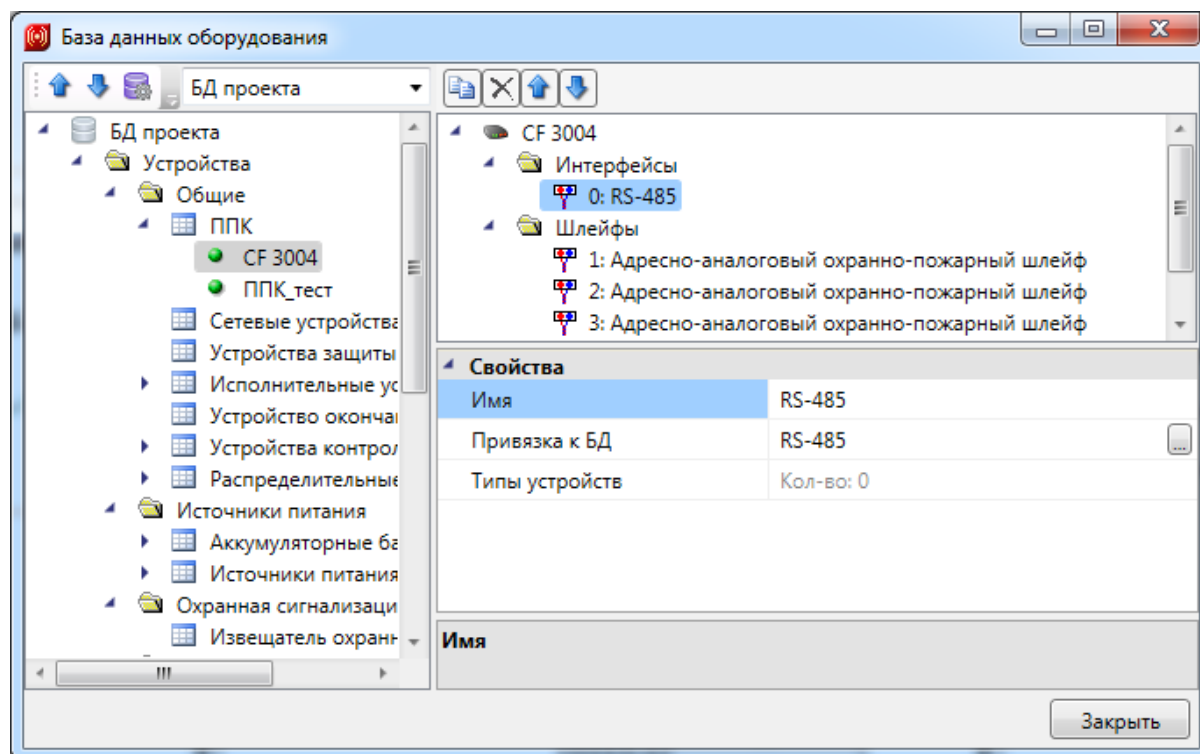 База данных оборудования
БД проекта
БД проекта
Устройства
Общие
ППК
CF 3004
ППК_тест
Сетевые устройства
Устройства защиты
Исполнительные ус
Устройство оконча
Устройства контрол
Распределительные
Источники питания
Аккумуляторные ба
Источники питания
Охранная сигнализаци
Извещатель охранн
CF 3004
Интерфейсы
0: RS-485
Шлейфы
1: Адресно-аналоговый охранно-пожарный шлейф
2: Адресно-аналоговый охранно-пожарный шлейф
3: Адресно-аналоговый охранно-пожарный шлейф
Свойства
Имя RS-485
Привязка к БД RS-485 ...
Типы устройств Кол-во: 0
Имя
Закрыть